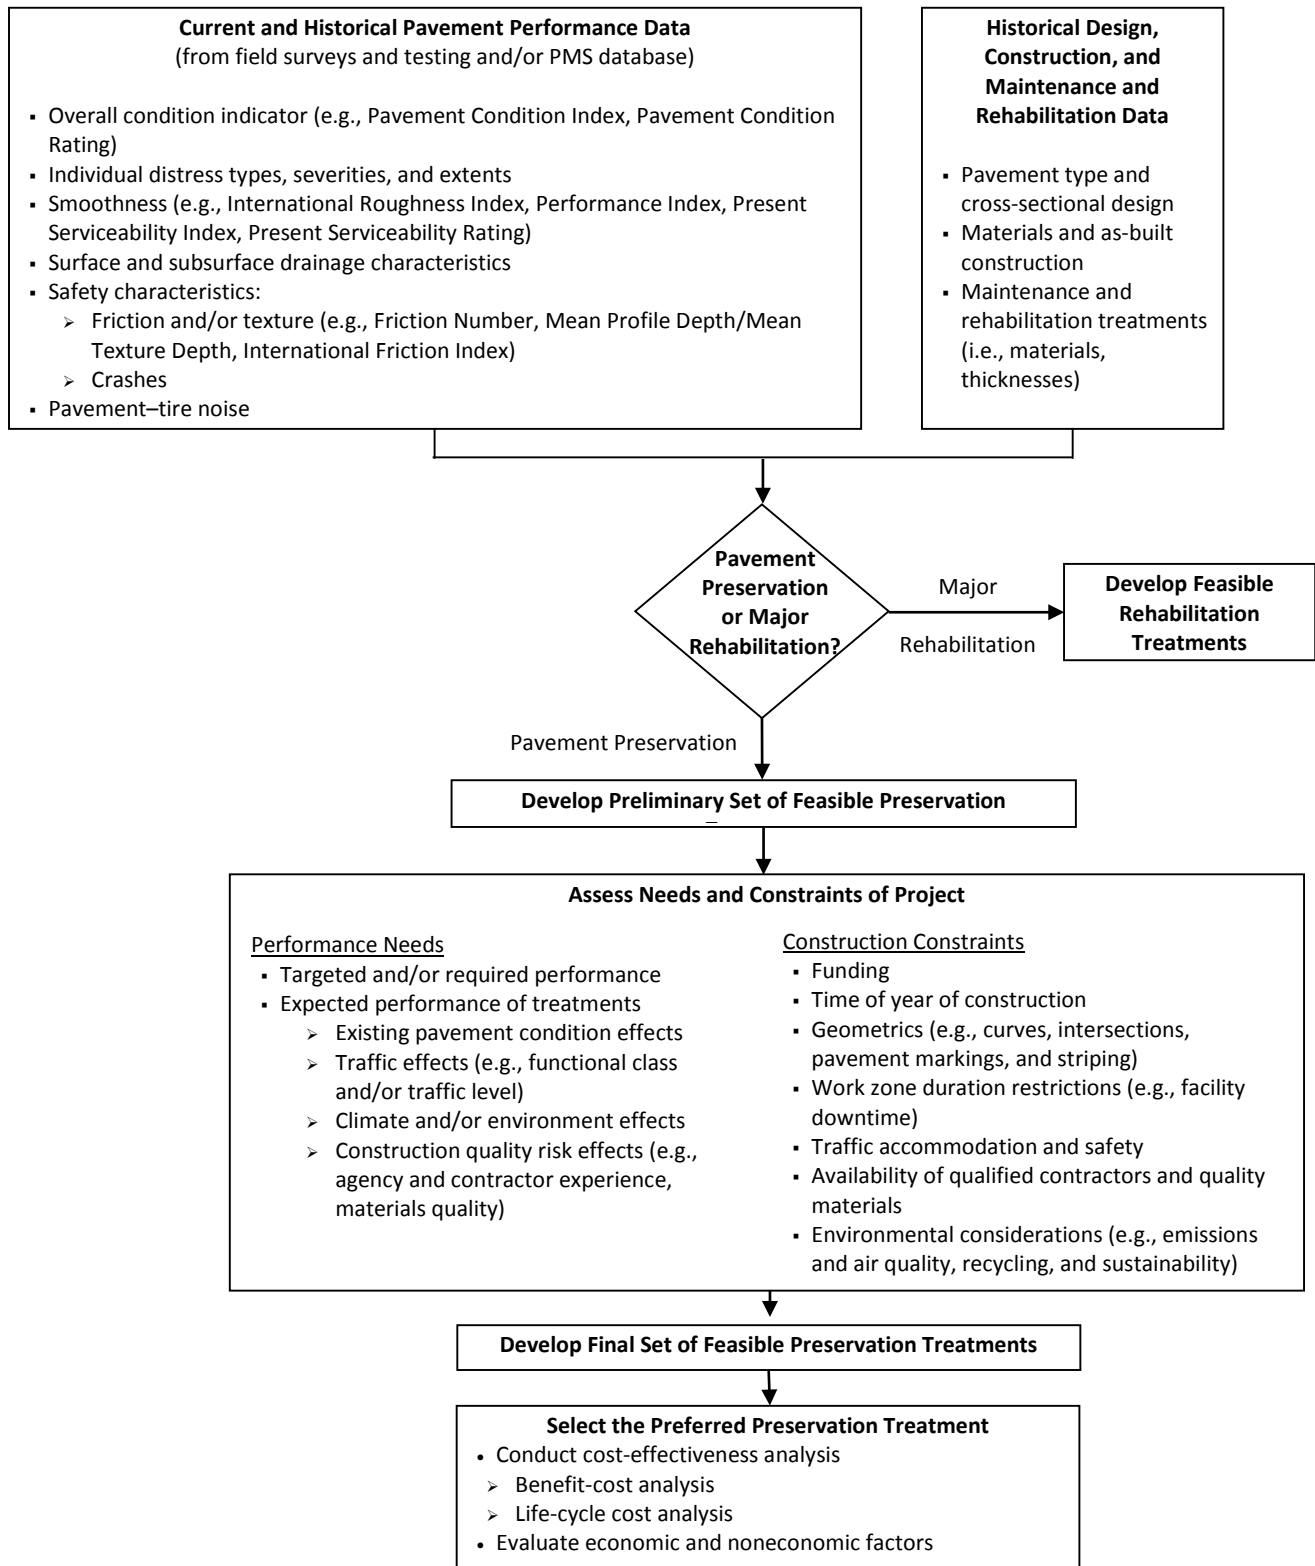 Current and Historical Pavement Performance Data
(from field surveys and testing and/or PMS database)
▪ Overall condition indicator (e.g., Pavement Condition Index, Pavement Condition
Rating)
▪ Individual distress types, severities, and extents
▪ Smoothness (e.g., International Roughness Index, Performance Index, Present
Serviceability Index, Present Serviceability Rating)
▪ Surface and subsurface drainage characteristics
▪ Safety characteristics:
➢ Friction and/or texture (e.g., Friction Number, Mean Profile Depth/Mean
Texture Depth, International Friction Index)
➢ Crashes
▪ Pavement–tire noise
Historical Design,
Construction, and
Maintenance and
Rehabilitation Data
▪ Pavement type and
cross-sectional design
▪ Materials and as-built
construction
▪ Maintenance and
rehabilitation treatments
(i.e., materials,
thicknesses)
Pavement
Preservation
or Major
Rehabilitation?
Major
Rehabilitation
Develop Feasible
Rehabilitation
Treatments
Pavement Preservation
Develop Preliminary Set of Feasible Preservation
Assess Needs and Constraints of Project
Performance Needs
▪ Targeted and/or required performance
▪ Expected performance of treatments
➢ Existing pavement condition effects
➢ Traffic effects (e.g., functional class
and/or traffic level)
➢ Climate and/or environment effects
➢ Construction quality risk effects (e.g.,
agency and contractor experience,
materials quality)
Construction Constraints
▪ Funding
▪ Time of year of construction
▪ Geometrics (e.g., curves, intersections,
pavement markings, and striping)
▪ Work zone duration restrictions (e.g., facility
downtime)
▪ Traffic accommodation and safety
▪ Availability of qualified contractors and quality
materials
▪ Environmental considerations (e.g., emissions
and air quality, recycling, and sustainability)
Develop Final Set of Feasible Preservation Treatments
Select the Preferred Preservation Treatment
• Conduct cost-effectiveness analysis
➢ Benefit-cost analysis
➢ Life-cycle cost analysis
• Evaluate economic and noneconomic factors